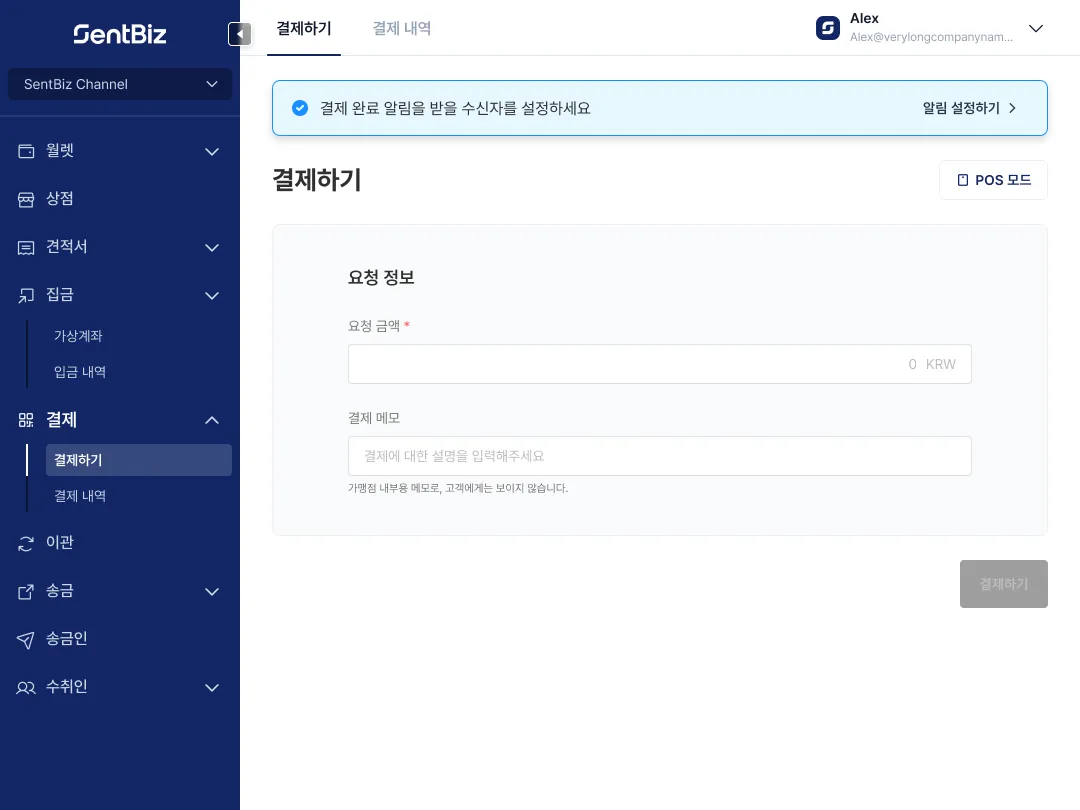 SentBiz
SentBiz Channel
월렛
상점
견적서
집금
가상계좌
입금 내역
결제
결제하기
결제 내역
이관
송금
송금인
수취인
결제하기
결제 내역
Alex
Alex@verylongcompanynam...
결제 완료 알림을 받을 수신자를 설정하세요
알림 설정하기
결제하기
POS 모드
요청 정보
요청 금액 *
0 KRW
결제 메모
결제에 대한 설명을 입력해주세요
가맹점 내부용 메모로, 고객에게는 보이지 않습니다.
결제하기